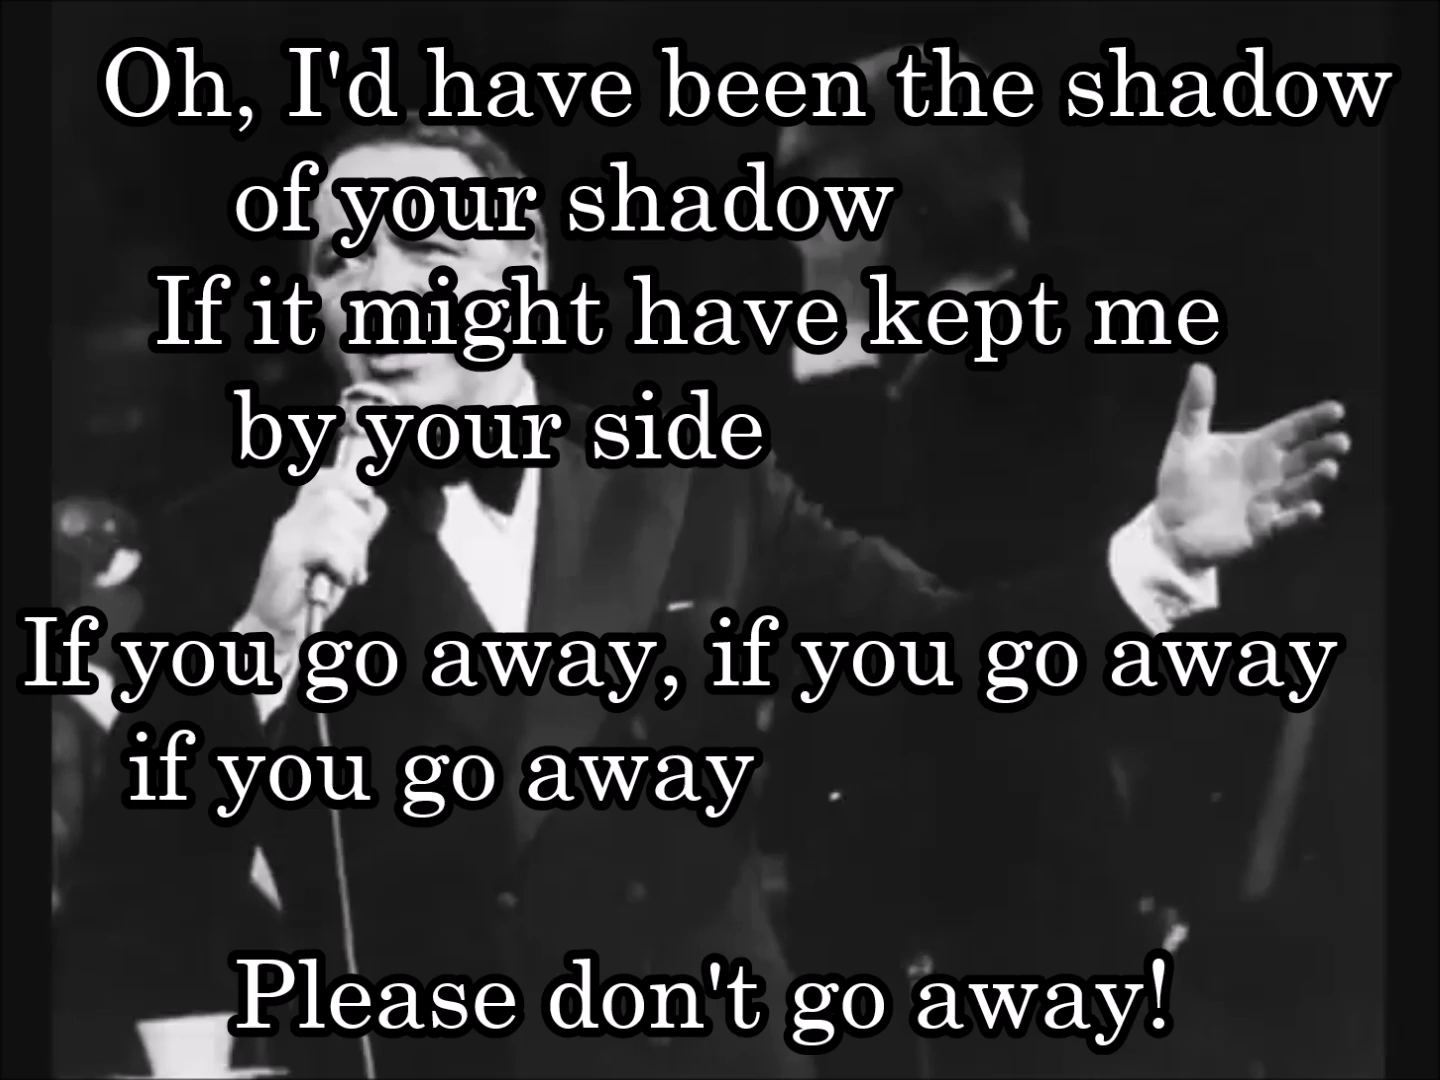 Oh, I'd have been the shadow
of your shadow
If it might have kept me
by your side
If you go away, if you go away
if you go away
Please don't go away!